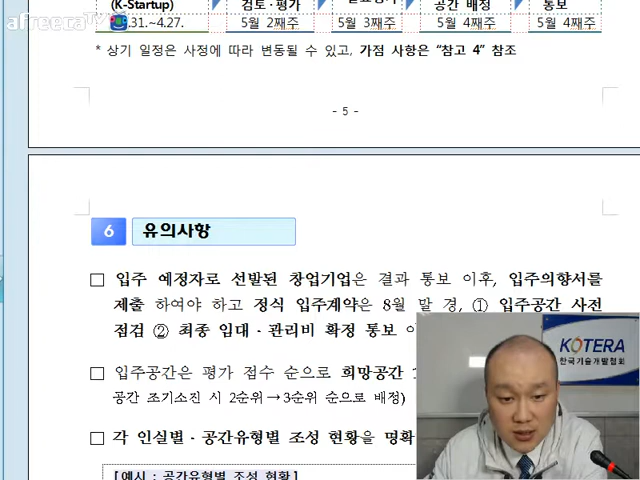 afreecaTV
(K-Startup)
검토·평가
공간 배정
통보
.31.~4.27.
5월 2째주
5월 3째주
5월 4째주
5월 4째주
* 상기 일정은 사정에 따라 변동될 수 있고, 가점 사항은 “참고 4” 참조
- 5 -
6 유의사항
□ 입주 예정자로 선발된 창업기업은 결과 통보 이후, 입주의향서를
제출 하여야 하고 정식 입주계약은 8월 말 경, ① 입주공간 사전
점검 ② 최종 임대·관리비 확정 통보
□ 입주공간은 평가 점수 순으로 희망공간
공간 조기소진 시 2순위→3순위 순으로 배정)
□ 각 인실별·공간유형별 조성 현황을 명확
[예시 : 공간유형별 조성 현황]
KOTERA
한국기술개발협회